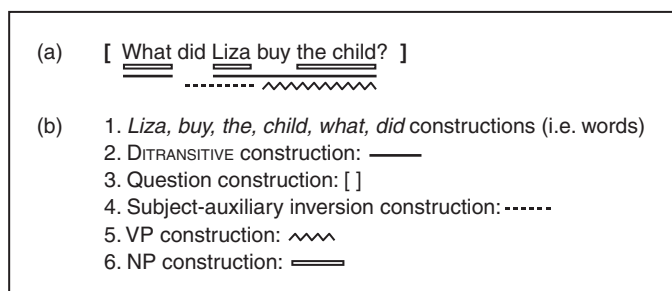 (a) [ What did Liza buy the child? ]
(b) 1. Liza, buy, the, child, what, did constructions (i.e. words)
2. DITRANSITIVE construction:
3. Question construction: [ ]
4. Subject-auxiliary inversion construction:
5. VP construction:
6. NP construction: